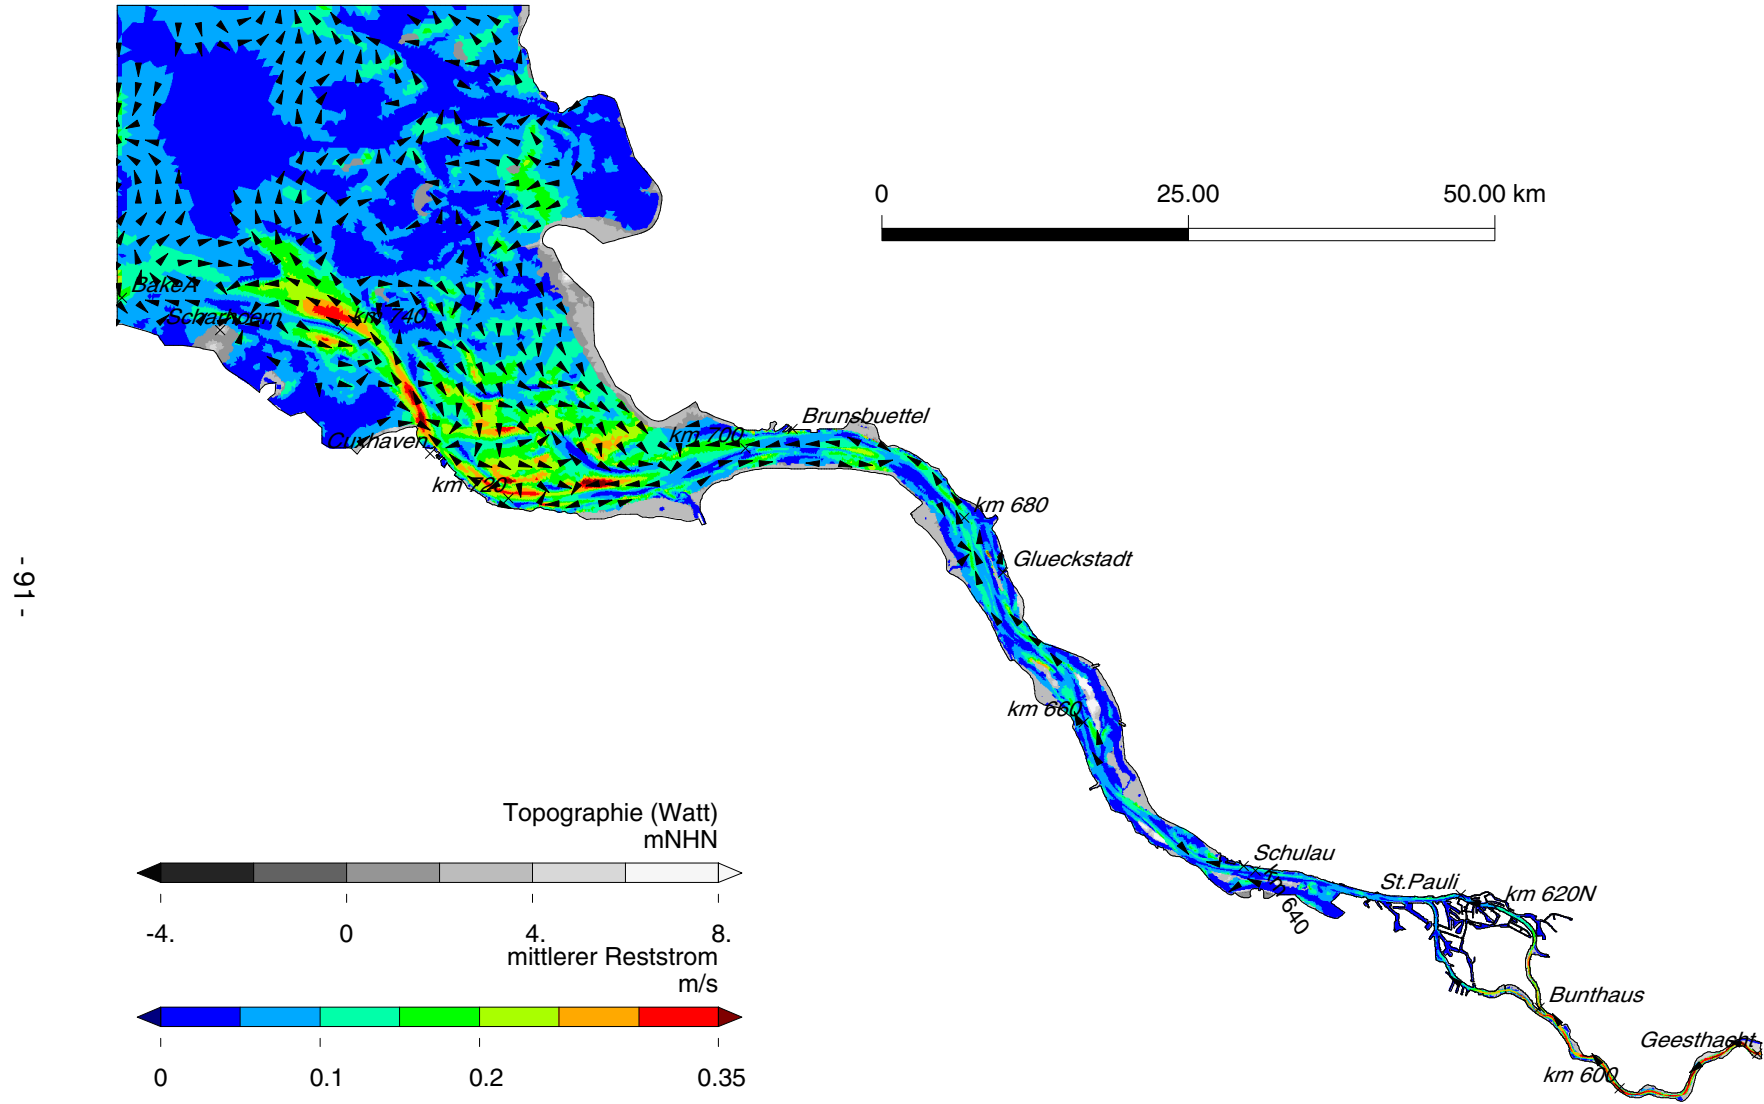 0 25.00 50.00 km
BakeA
Scharhoern
km 740
Brunsbuettel
km 700
Cuxhaven
km 720
km 680
Glueckstadt
- 91 -
km 660
Topographie (Watt)
mNHN
-4. 0 4. 8.
mittlerer Reststrom
m/s
0 0.1 0.2 0.35
Schulau
km 640
St.Pauli
km 620N
Bunthaus
Geesthacht
km 600